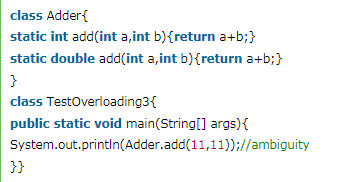 class Adder{
static int add(int a,int b){return a+b;}
static double add(int a,int b){return a+b;}
}
class TestOverloading3{
public static void main(String[] args){
System.out.println(Adder.add(11,11));//ambiguity
}}